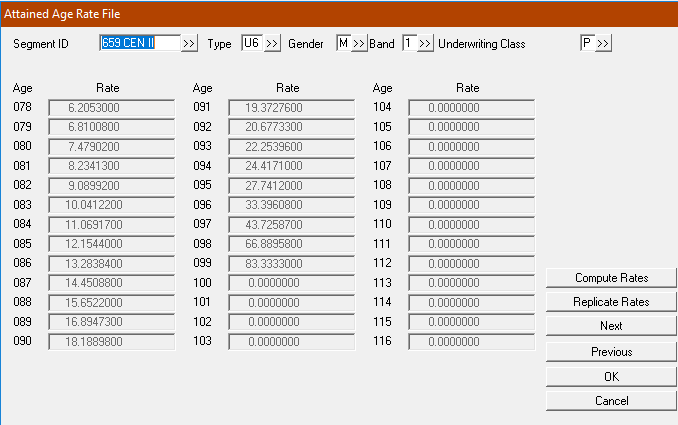 Attained Age Rate File
Segment ID 659 CEN II >> Type U6 >> Gender M >> Band 1 >> Underwriting Class P >>
Age Rate Age Rate Age Rate
078 6.2053000 091 19.3727600 104 0.0000000
079 6.8100800 092 20.6773300 105 0.0000000
080 7.4790200 093 22.2539600 106 0.0000000
081 8.2341300 094 24.4171000 107 0.0000000
082 9.0899200 095 27.7412000 108 0.0000000
083 10.0412200 096 33.3960800 109 0.0000000
084 11.0691700 097 43.7258700 110 0.0000000
085 12.1544000 098 66.8895800 111 0.0000000
086 13.2838400 099 83.3333000 112 0.0000000
087 14.4508800 100 0.0000000 113 0.0000000
088 15.6522000 101 0.0000000 114 0.0000000
089 16.8947300 102 0.0000000 115 0.0000000
090 18.1889800 103 0.0000000 116 0.0000000
Compute Rates
Replicate Rates
Next
Previous
OK
Cancel